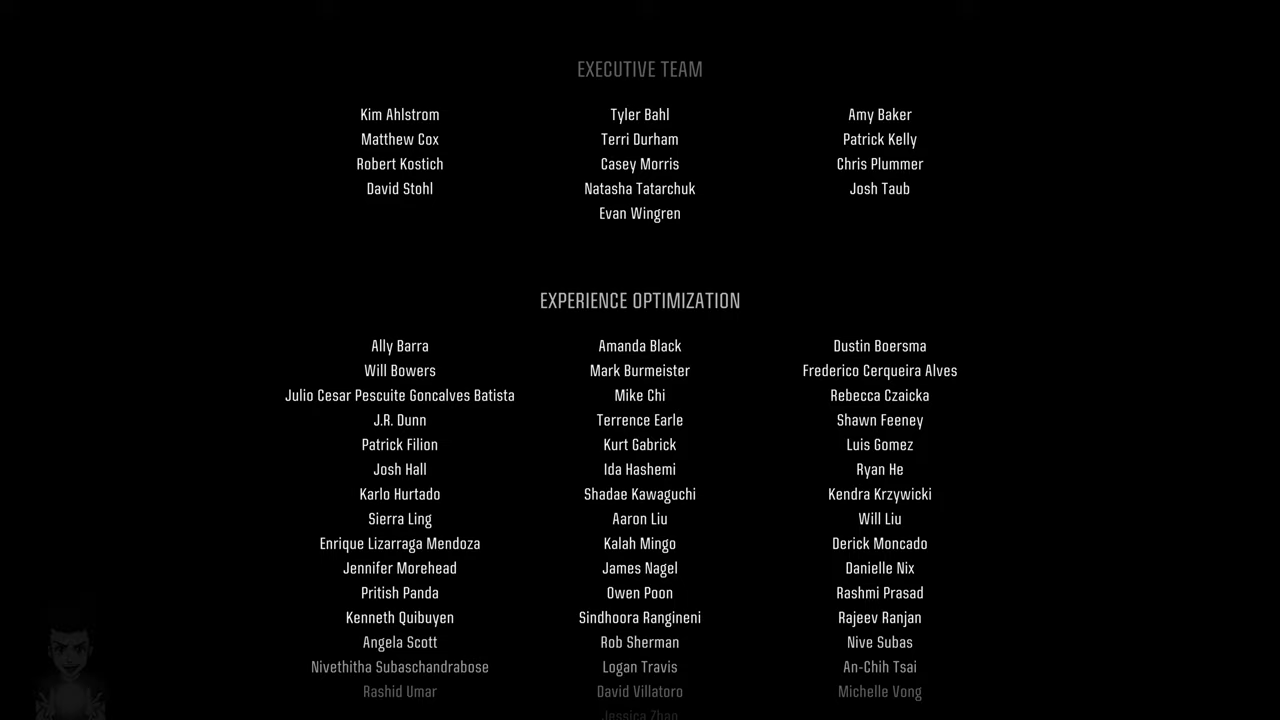 EXECUTIVE TEAM
Kim Ahlstrom Tyler Bahl Amy Baker
Matthew Cox Terri Durham Patrick Kelly
Robert Kostich Casey Morris Chris Plummer
David Stohl Natasha Tatarchuk Josh Taub
Evan Wingren
EXPERIENCE OPTIMIZATION
Ally Barra Amanda Black Dustin Boersma
Will Bowers Mark Burmeister Frederico Cerqueira Alves
Julio Cesar Pescuite Goncalves Batista Mike Chi Rebecca Czaicka
J.R. Dunn Terrence Earle Shawn Feeney
Patrick Filion Kurt Gabrick Luis Gomez
Josh Hall Ida Hashemi Ryan He
Karlo Hurtado Shadae Kawaguchi Kendra Krzywicki
Sierra Ling Aaron Liu Will Liu
Enrique Lizarraga Mendoza Kalah Mingo Derick Moncado
Jennifer Morehead James Nagel Danielle Nix
Pritish Panda Owen Poon Rashmi Prasad
Kenneth Quibuyen Sindhoora Rangineni Rajeev Ranjan
Angela Scott Rob Sherman Nive Subas
Nivethitha Subaschandrabose Logan Travis An-Chih Tsai
Rashid Umar David Villatoro Michelle Vong
Jessica Zhao